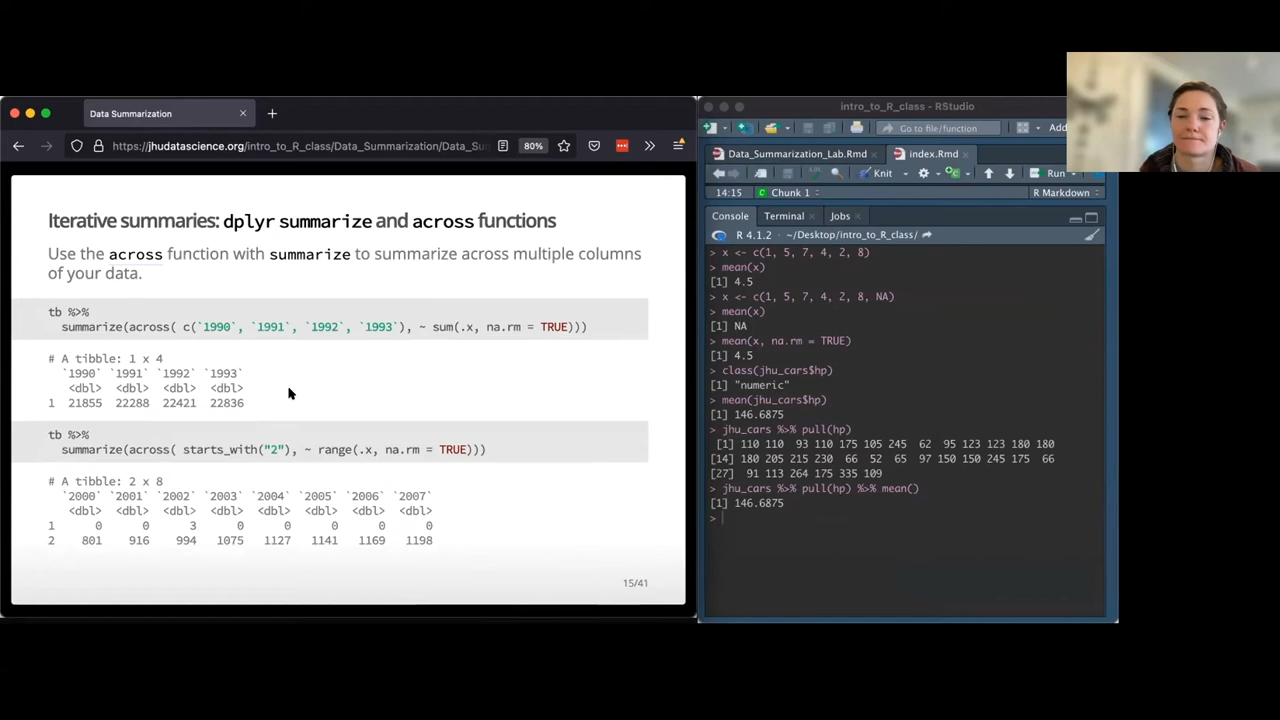 Data Summarization
https://jhudatascience.org/intro_to_R_class/Data_Summarization/Data_Su
80%
Iterative summaries: dplyr summarize and across functions
Use the across function with summarize to summarize across multiple columns
of your data.
tb %>%
summarize(across( c(`1990`, `1991`, `1992`, `1993`), ~ sum(.x, na.rm = TRUE)))
# A tibble: 1 x 4
`1990` `1991` `1992` `1993`
<dbl> <dbl> <dbl> <dbl>
1 21855 22288 22421 22836
tb %>%
summarize(across( starts_with("2"), ~ range(.x, na.rm = TRUE)))
# A tibble: 2 x 8
`2000` `2001` `2002` `2003` `2004` `2005` `2006` `2007`
<dbl> <dbl> <dbl> <dbl> <dbl> <dbl> <dbl> <dbl>
1 0 0 3 0 0 0 0 0
2 801 916 994 1075 1127 1141 1169 1198
15/41
intro_to_R_class - RStudio
Go to file/function
Add
Data_Summarization_Lab.Rmd
index.Rmd
Knit
Run
14:15
Chunk 1
R Markdown
Console
Terminal
Jobs
R 4.1.2 · ~/Desktop/intro_to_R_class/
> x <- c(1, 5, 7, 4, 2, 8)
> mean(x)
[1] 4.5
> x <- c(1, 5, 7, 4, 2, 8, NA)
> mean(x)
[1] NA
> mean(x, na.rm = TRUE)
[1] 4.5
> class(jhu_cars$hp)
[1] "numeric"
> mean(jhu_cars$hp)
[1] 146.6875
> jhu_cars %>% pull(hp)
[1] 110 110 93 110 175 105 245 62 95 123 123 180 180
[14] 180 205 215 230 66 52 65 97 150 150 245 175 66
[27] 91 113 264 175 335 109
> jhu_cars %>% pull(hp) %>% mean()
[1] 146.6875
>